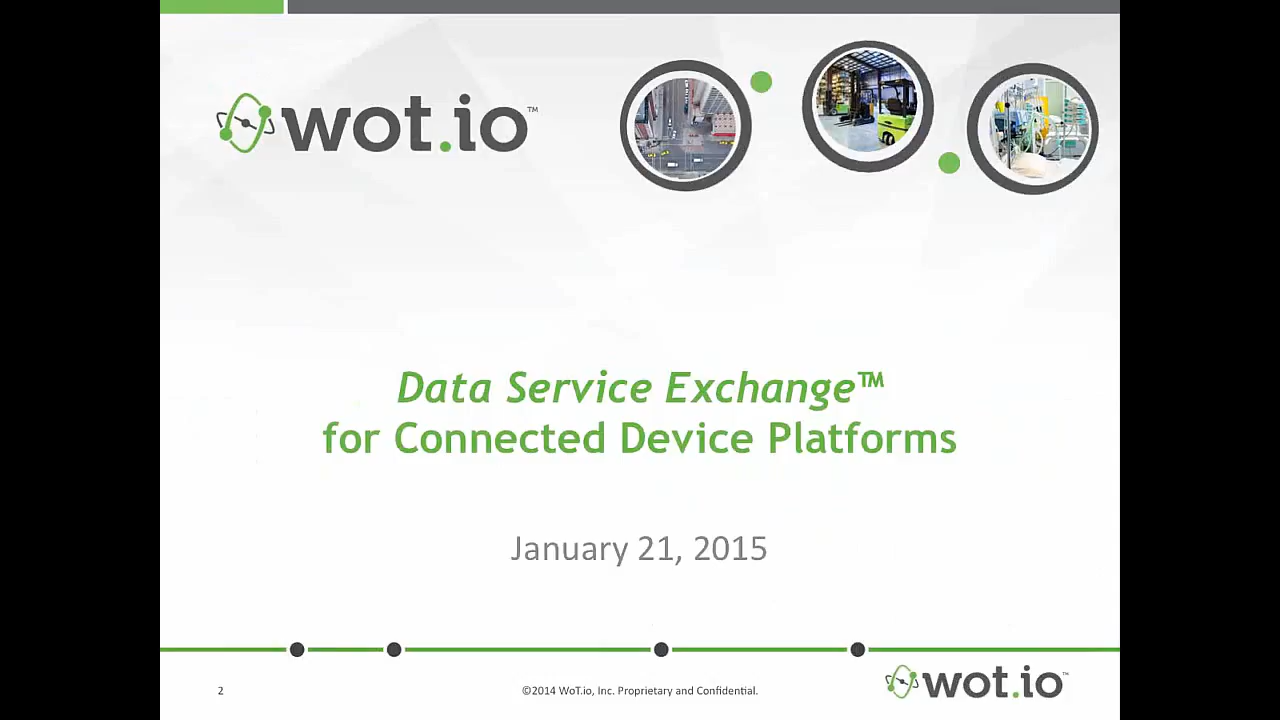 wot.io™
Data Service Exchange™
for Connected Device Platforms
January 21, 2015
2
©2014 WoT.io, Inc. Proprietary and Confidential.
wot.io™